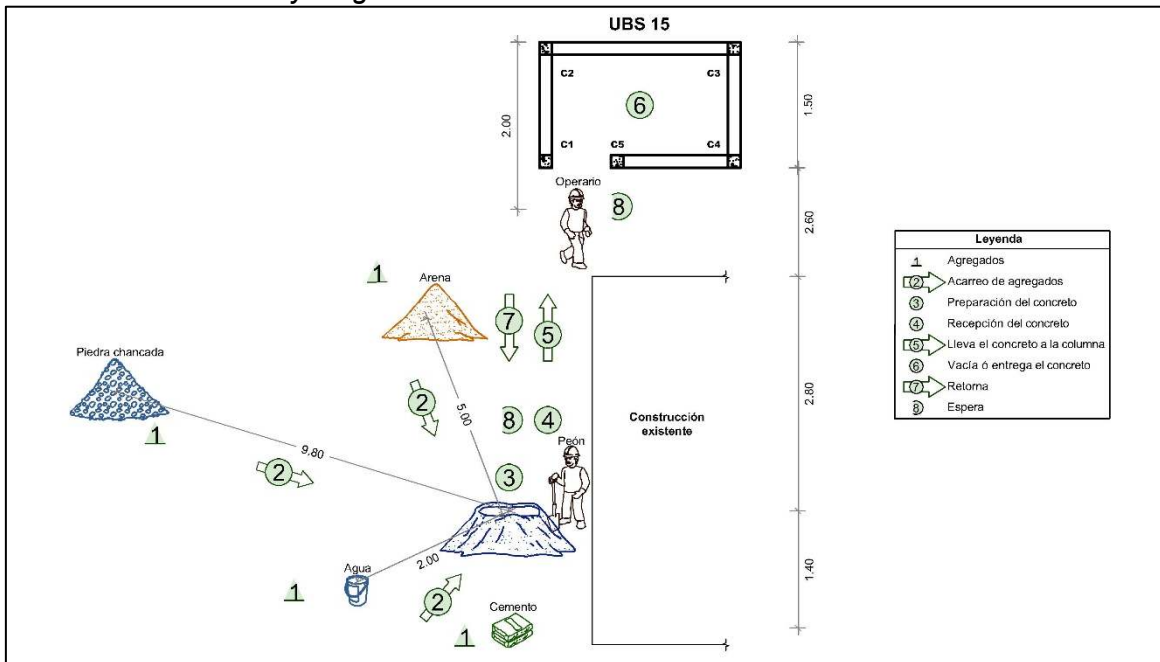 UBS 15
C2
C3
6
C1
C5
C4
2.00
1.50
Operario
8
2.60
1
Arena
7
5
Piedra chancada
2
5.00
8
4
Construcción
existente
2.80
1
9.80
Peón
2
3
Agua
2.00
1
2
Cemento
1
1.40
Leyenda
1 Agregados
2 Acarreo de agregados
3 Preparación del concreto
4 Recepción del concreto
5 Lleva el concreto a la columna
6 Vacía ó entrega el concreto
7 Retorna
8 Espera